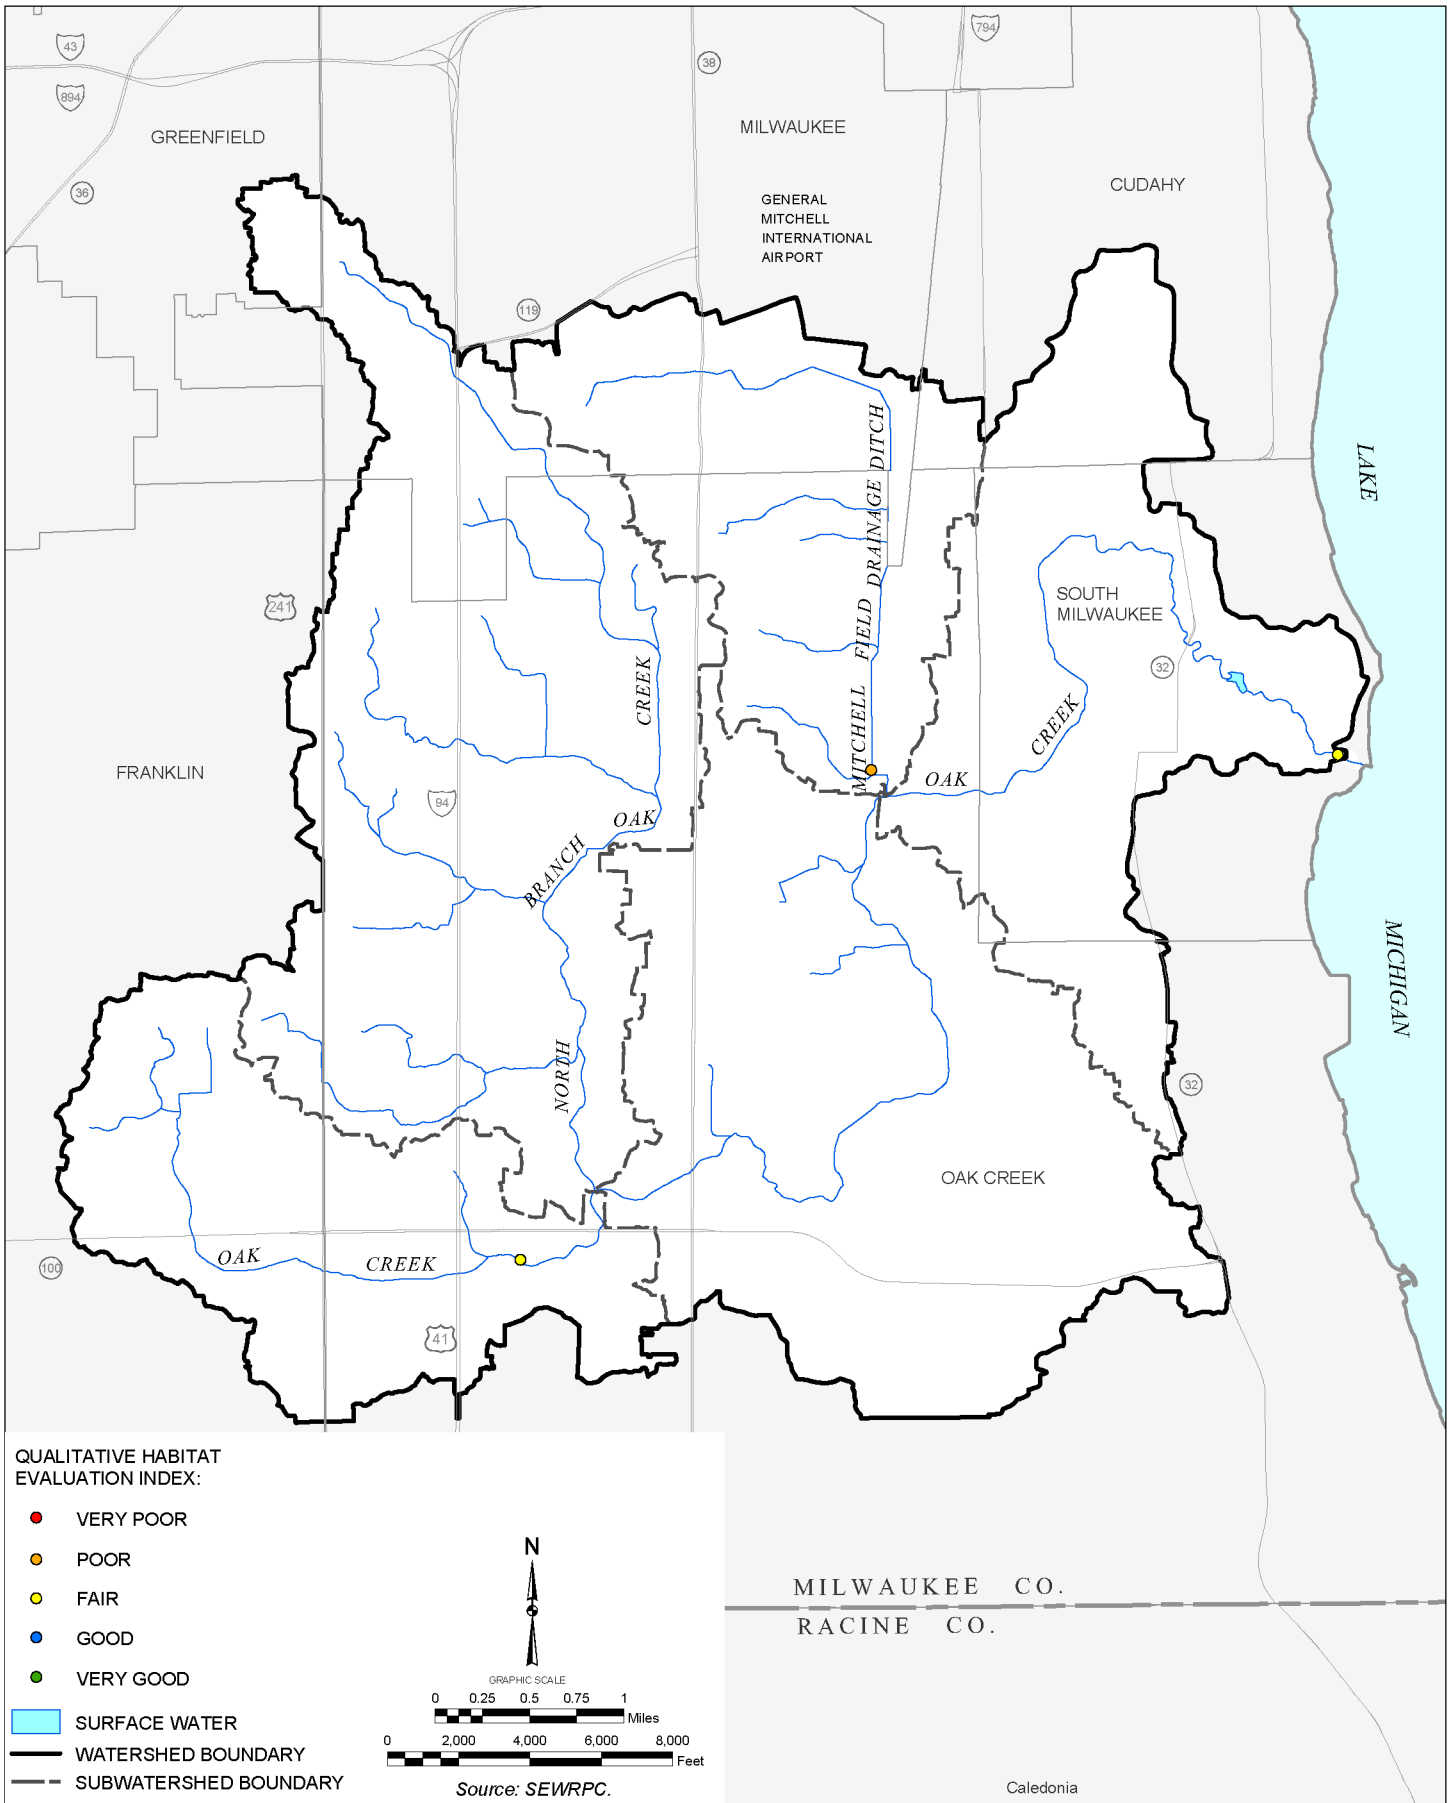 43
894
36
GREENFIELD
38
794
MILWAUKEE
CUDAHY
GENERAL
MITCHELL
INTERNATIONAL
AIRPORT
119
LAKE
MITCHELL FIELD DRAINAGE DITCH
241
SOUTH
MILWAUKEE
32
CREEK
CREEK
FRANKLIN
94
OAK
OAK
BRANCH
MICHIGAN
NORTH
32
OAK CREEK
100
OAK
CREEK
41
QUALITATIVE HABITAT
EVALUATION INDEX:
VERY POOR
POOR
FAIR
GOOD
VERY GOOD
SURFACE WATER
WATERSHED BOUNDARY
SUBWATERSHED BOUNDARY
N
GRAPHIC SCALE
0 0.25 0.5 0.75 1
Miles
0 2,000 4,000 6,000 8,000
Feet
Source: SEWRPC.
MILWAUKEE CO.
RACINE CO.
Caledonia